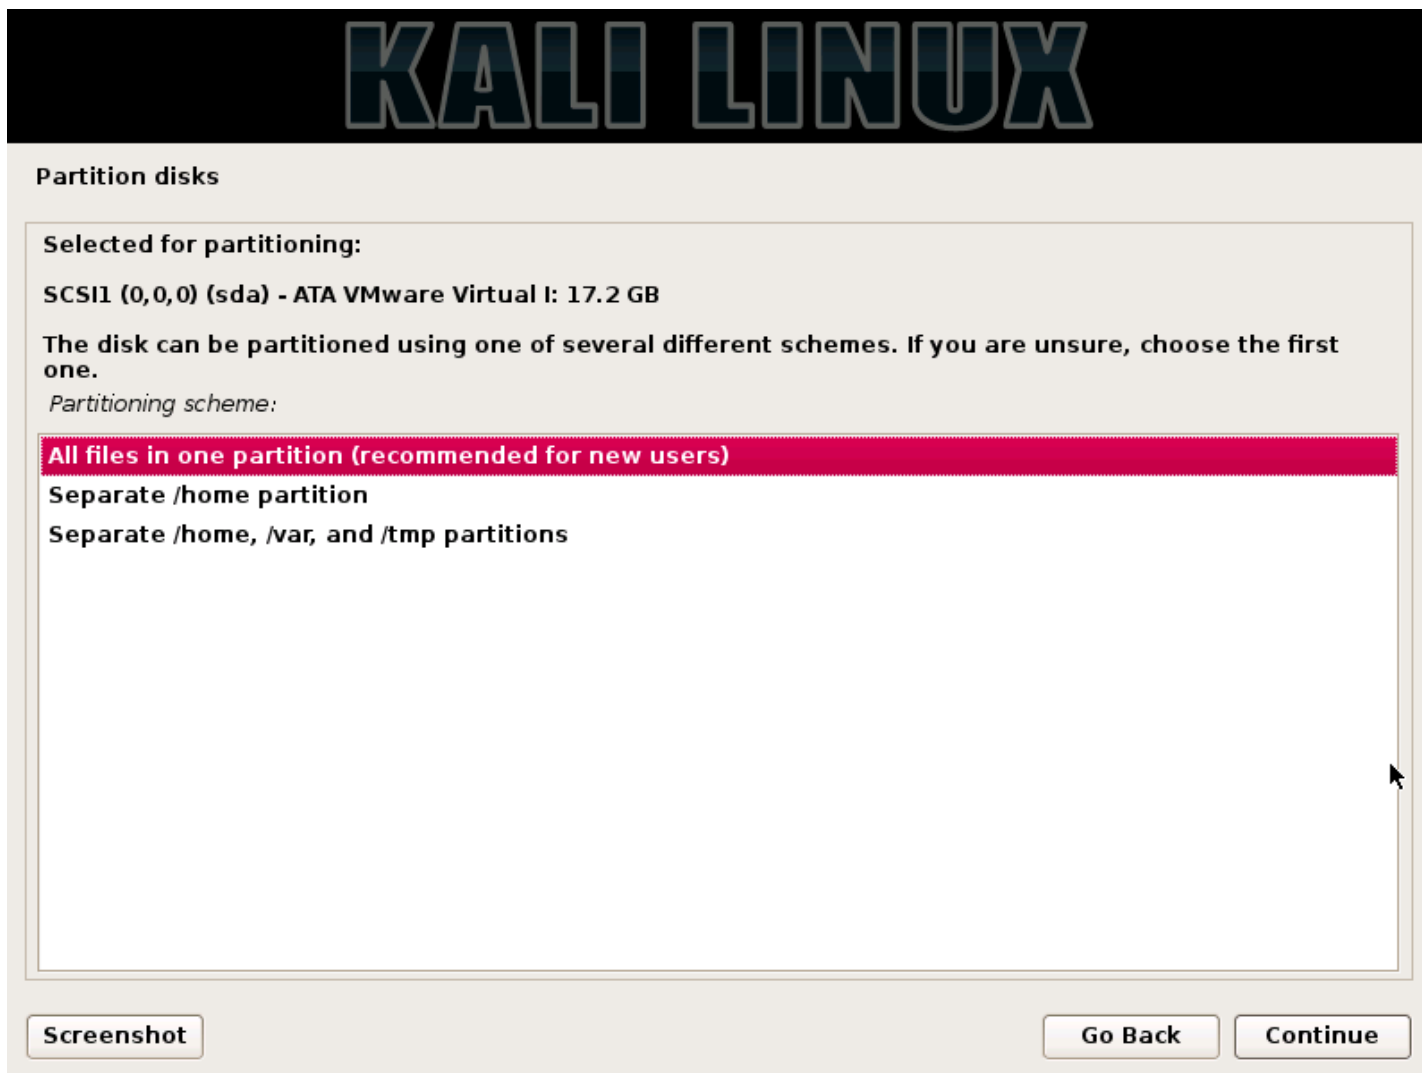 KALI LINUX
Partition disks
Selected for partitioning:
SCSI1 (0,0,0) (sda) - ATA VMware Virtual I: 17.2 GB
The disk can be partitioned using one of several different schemes. If you are unsure, choose the first
one.
Partitioning scheme:
All files in one partition (recommended for new users)
Separate /home partition
Separate /home, /var, and /tmp partitions
Screenshot
Go Back
Continue